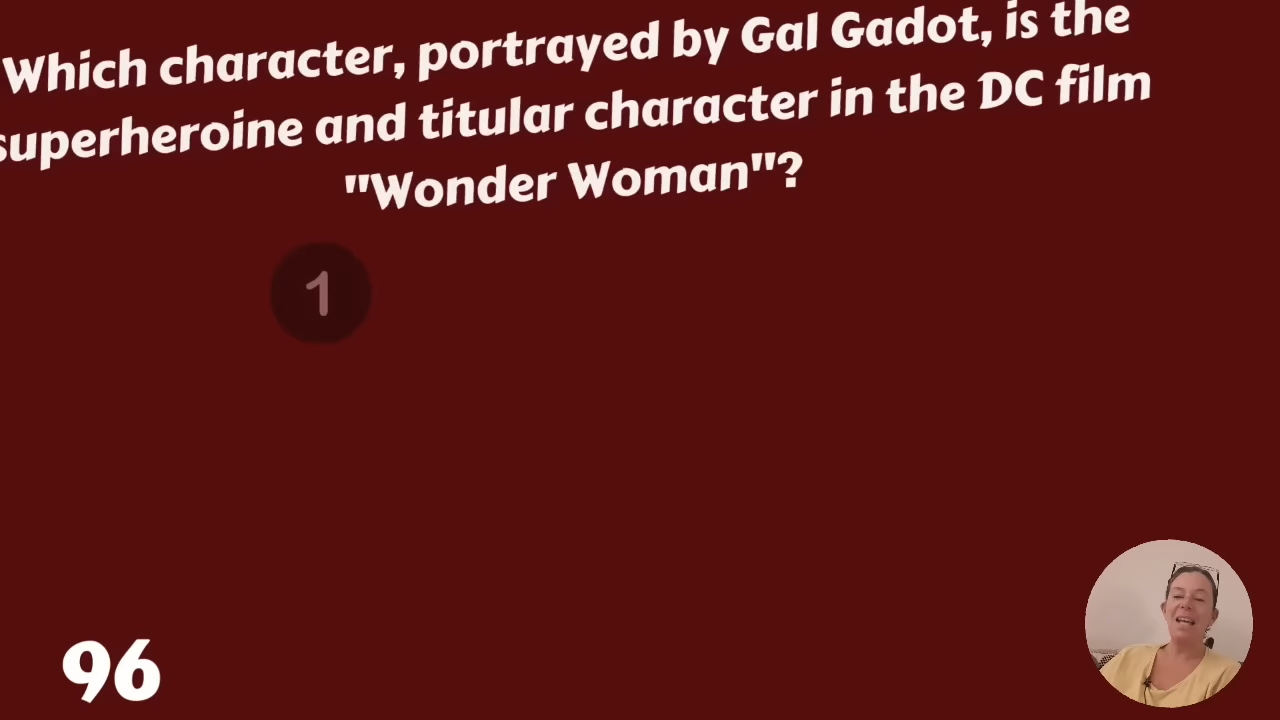 Which character, portrayed by Gal Gadot, is the
superheroine and titular character in the DC film
"Wonder Woman"?
1
96